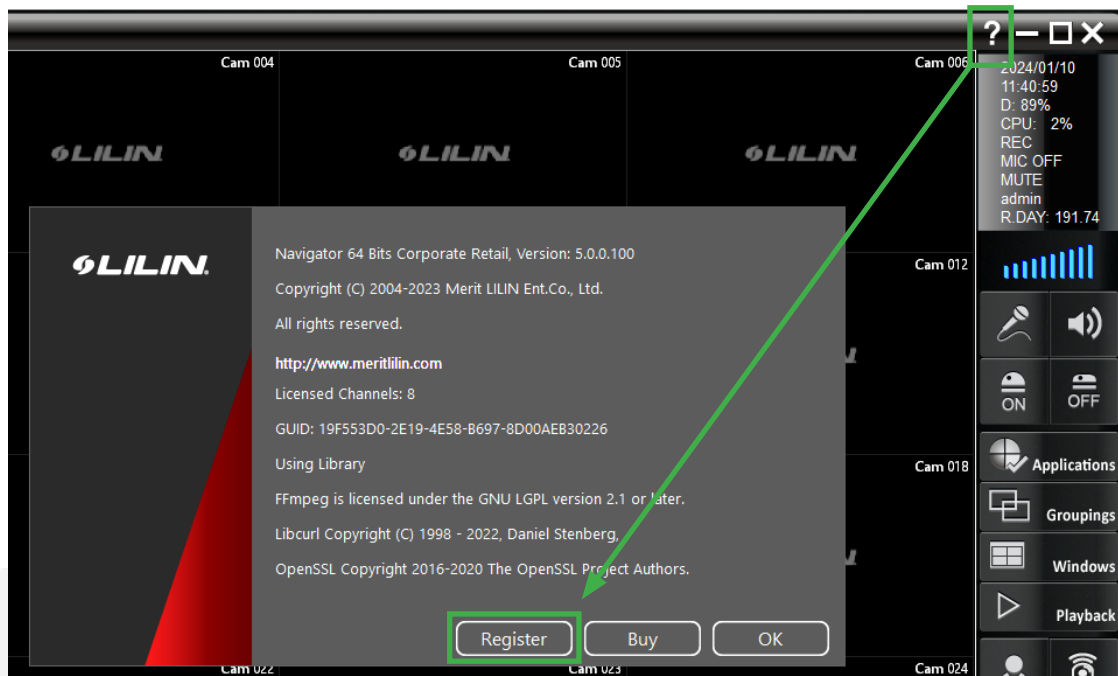 ?
Cam 004
Cam 005
Cam 006
2024/01/10
11:40:59
D: 89%
CPU: 2%
REC
MIC OFF
MUTE
admin
R.DAY: 191.74
LILIN
LILIN
LILIN
LILIN.
Navigator 64 Bits Corporate Retail, Version: 5.0.0.100
Copyright (C) 2004-2023 Merit LILIN Ent.Co., Ltd.
All rights reserved.
http://www.meritlilin.com
Licensed Channels: 8
GUID: 19F553D0-2E19-4E58-B697-8D00AEB30226
Using Library
FFmpeg is licensed under the GNU LGPL version 2.1 or later.
Libcurl Copyright (C) 1998 - 2022, Daniel Stenberg,
OpenSSL Copyright 2016-2020 The OpenSSL Project Authors.
Register
Buy
OK
Cam 012
ON
OFF
Cam 018
Applications
Groupings
Windows
Playback
Cam 022
Cam 023
Cam 024